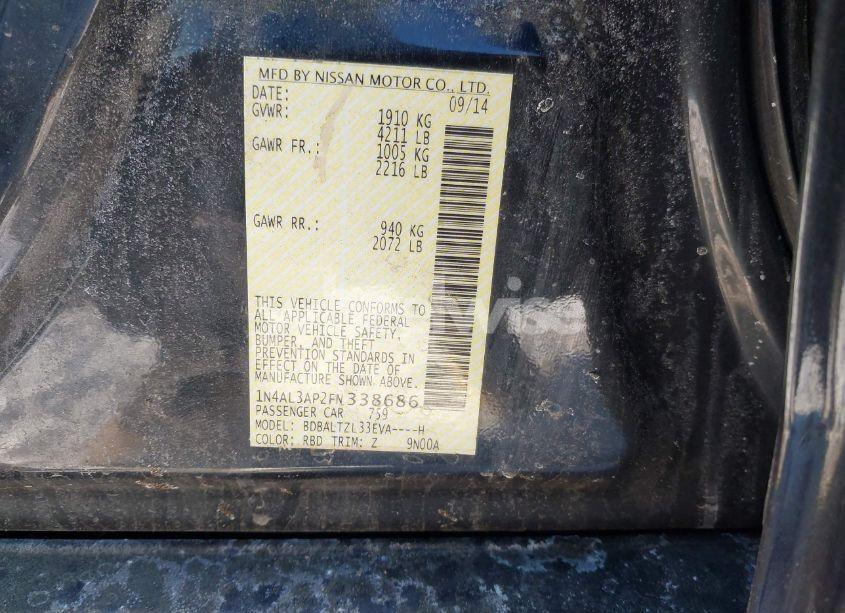 MFD BY NISSAN MOTOR CO., LTD.
DATE: 09/14
GVWR: 1910 KG
4211 LB
GAWR FR.: 1005 KG
2216 LB
GAWR RR.: 940 KG
2072 LB
THIS VEHICLE CONFORMS TO
ALL APPLICABLE FEDERAL
MOTOR VEHICLE SAFETY,
BUMPER, AND THEFT
PREVENTION STANDARDS IN
EFFECT ON THE DATE OF
MANUFACTURE SHOWN ABOVE.
1N4AL3AP2FN338686
PASSENGER CAR 759
MODEL: BDBALTZL33EVA----H
COLOR: RBD TRIM: Z 9N00A